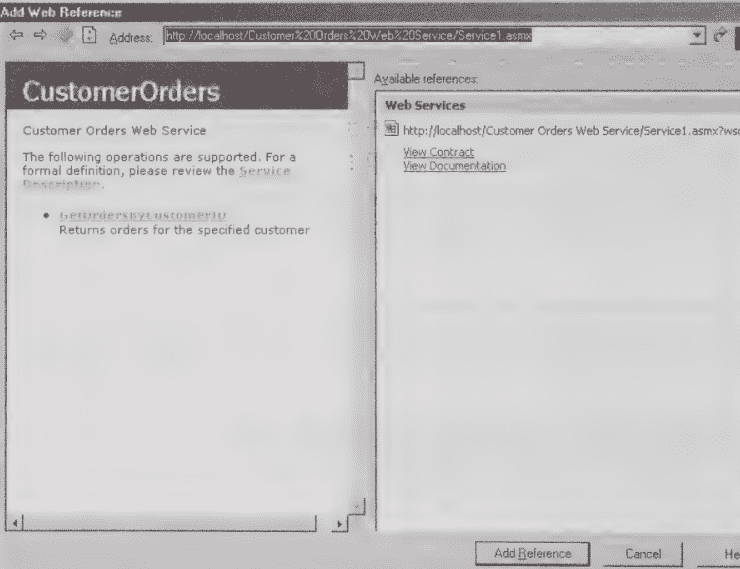 Add Web Reference
Address: http://localhost/Customer%20Orders%20Web%20Service/Service1.asmx
CustomerOrders
Customer Orders Web Service
The following operations are supported. For a
formal definition, please review the Service
Description.
• GetOrdersByCustomerID
Returns orders for the specified customer
Available references:
Web Services
http://localhost/Customer Orders Web Service/Service1.asmx?wsd
View Contract
View Documentation
Add Reference
Cancel
He